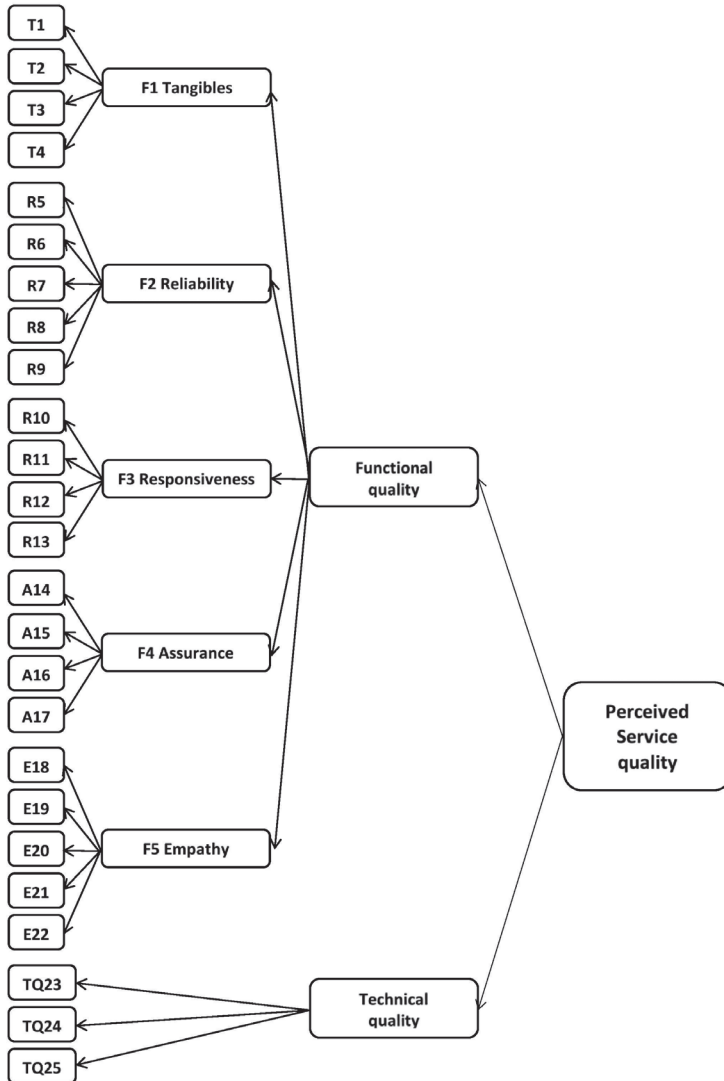 T1
T2
F1 Tangibles
T3
T4
R5
R6
R7
F2 Reliability
R8
R9
R10
R11
R12
F3 Responsiveness
R13
Functional
quality
A14
A15
A16
F4 Assurance
A17
Perceived
Service
quality
E18
E19
E20
F5 Empathy
E21
E22
TQ23
TQ24
TQ25
Technical
quality